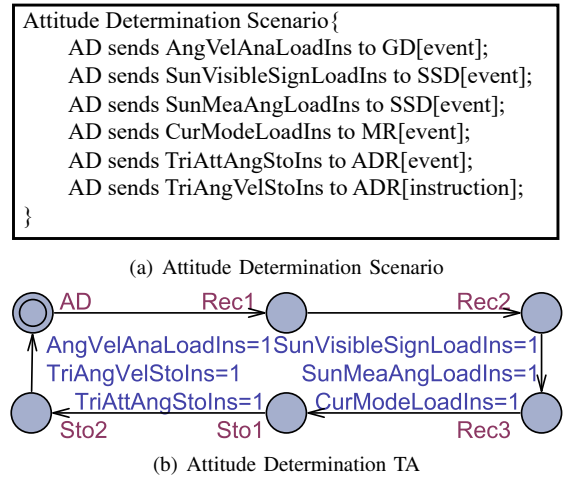 Attitude Determination Scenario{
AD sends AngVelAnaLoadIns to GD[event];
AD sends SunVisibleSignLoadIns to SSD[event];
AD sends SunMeaAngLoadIns to SSD[event];
AD sends CurModeLoadIns to MR[event];
AD sends TriAttAngStoIns to ADR[event];
AD sends TriAngVelStoIns to ADR[instruction];
}
(a) Attitude Determination Scenario
AD Rec1 Rec2
AngVelAnaLoadIns=1 SunVisibleSignLoadIns=1
TriAngVelStoIns=1 SunMeaAngLoadIns=1
TriAttAngStoIns=1 CurModeLoadIns=1
Sto2 Sto1 Rec3
(b) Attitude Determination TA